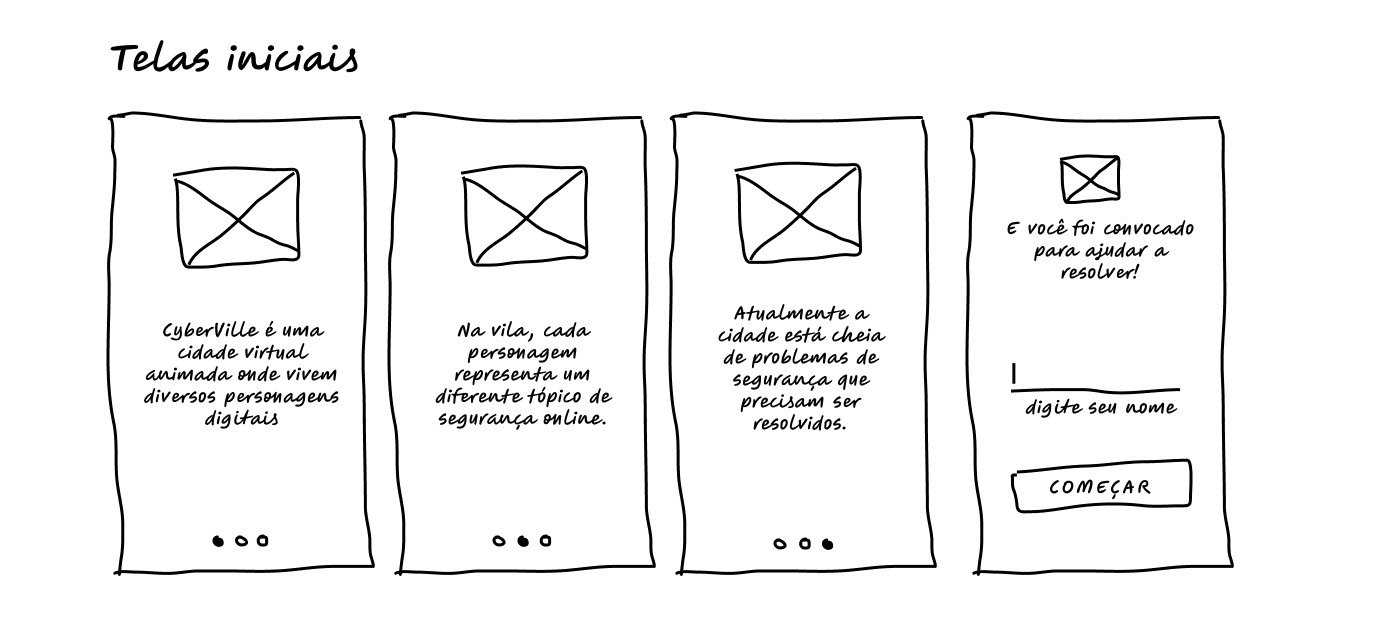 Telas iniciais
CyberVille é uma
cidade virtual
animada onde vivem
diversos personagens
digitais
Na vila, cada
personagem
representa um
diferente tópico de
segurança online.
Atualmente a
cidade está cheia
de problemas de
segurança que
precisam ser
resolvidos.
E você foi convocado
para ajudar a
resolver!
digite seu nome
COMEÇAR